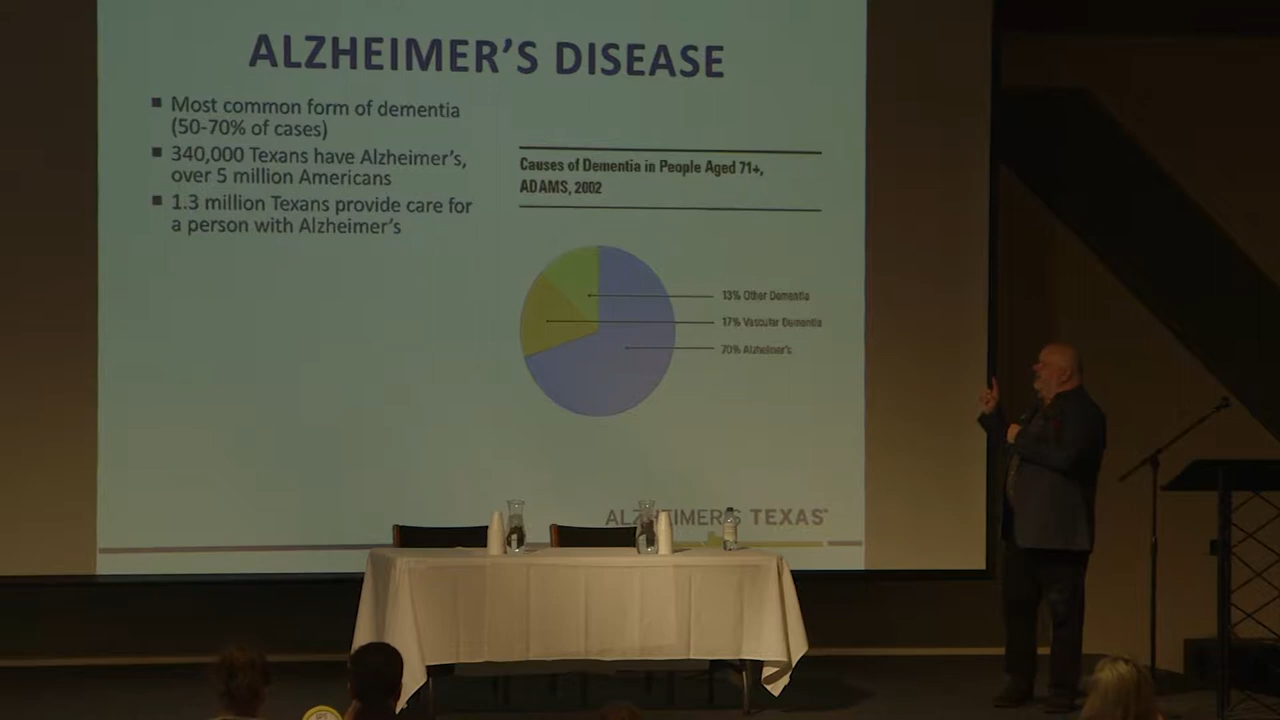 ALZHEIMER'S DISEASE
▪ Most common form of dementia
(50-70% of cases)
▪ 340,000 Texans have Alzheimer's,
over 5 million Americans
▪ 1.3 million Texans provide care for
a person with Alzheimer's
Causes of Dementia in People Aged 71+,
ADAMS, 2002
13% Other Dementia
17% Vascular Dementia
70% Alzheimer's
ALZHEIMER'S TEXAS